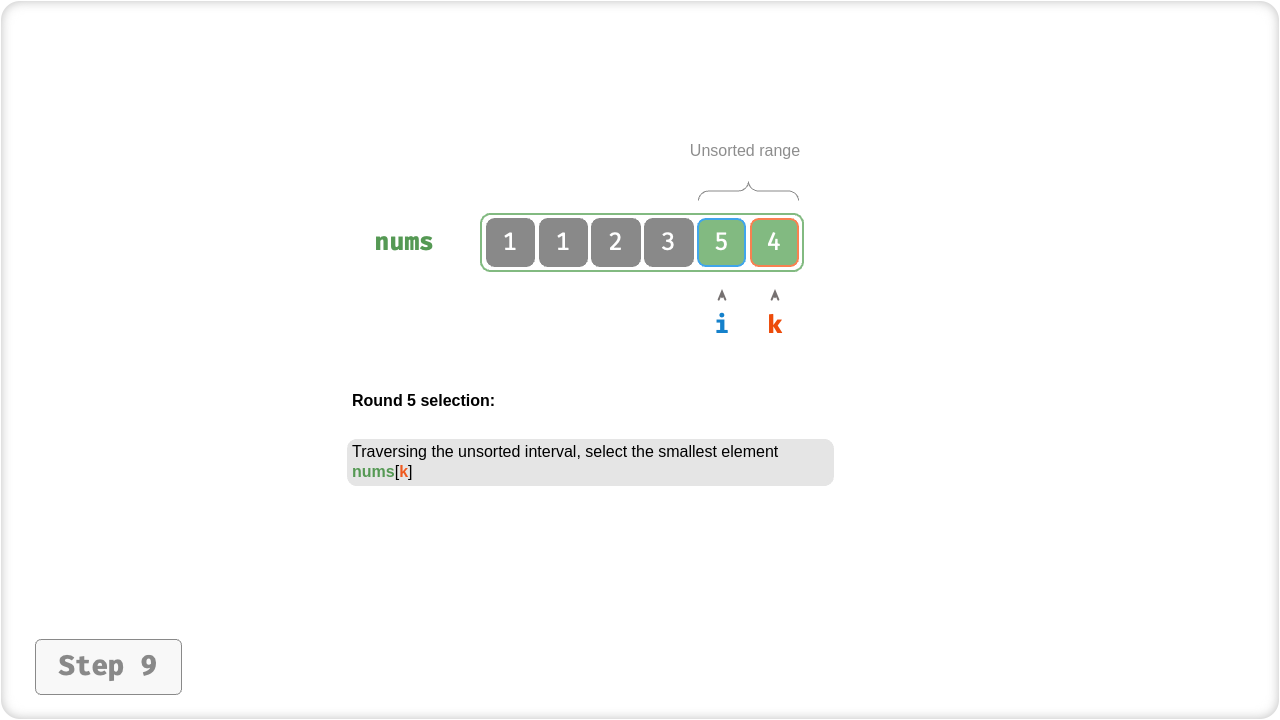 Unsorted range
nums 1 1 2 3 5 4
i k
Round 5 selection:
Traversing the unsorted interval, select the smallest element
nums[k]
Step 9